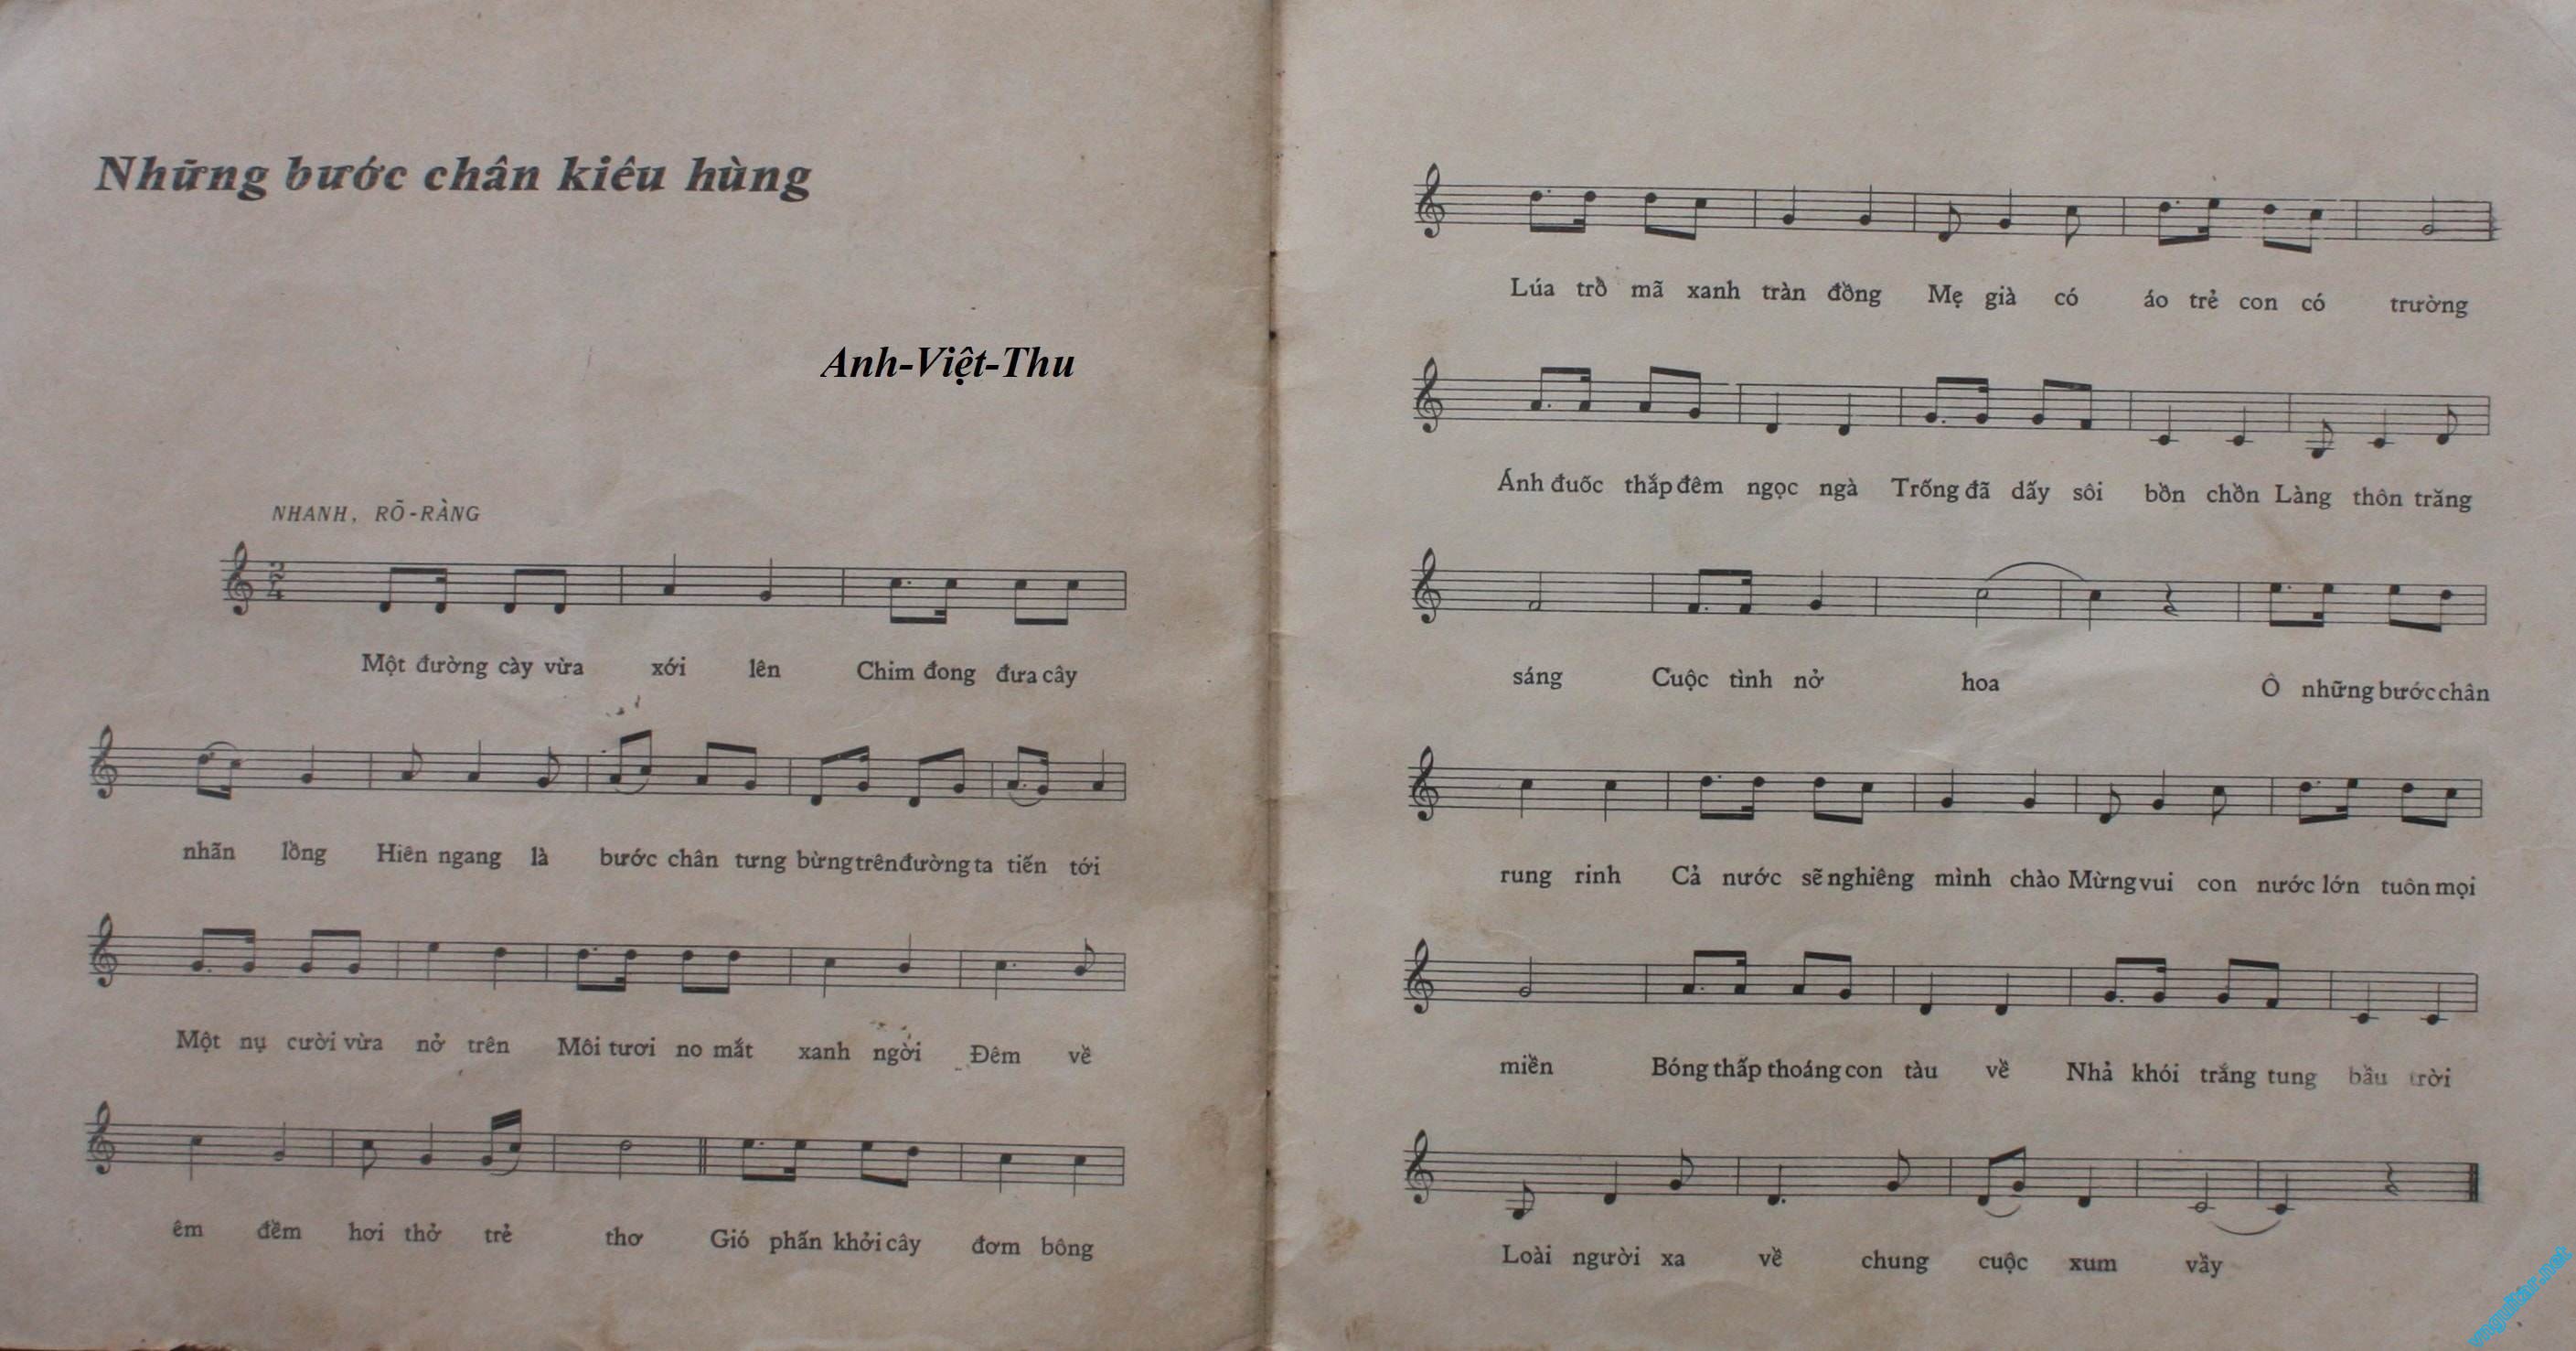 Những bước chân kiêu hùng
Anh-Việt-Thu
NHANH, RÕ-RÀNG
Một đường cày vừa xới lên Chim đong đưa cây
nhãn lồng Hiên ngang là bước chân tưng bừng trên đường ta tiến tới
Một nụ cười vừa nở trên Môi tươi no mắt xanh ngời Đêm về
êm đềm hơi thở trẻ thơ Gió phấn khởi cây đơm bông
Lúa trồ mã xanh tràn đồng Mẹ già có áo trẻ con có trường
Ánh đuốc thắp đêm ngọc ngà Trống đã dấy sôi bồn chồn Làng thôn trăng
sáng Cuộc tình nở hoa Ô những bước chân
rung rinh Cả nước sẽ nghiêng mình chào Mừng vui con nước lớn tuôn mọi
miền Bóng thấp thoáng con tàu về Nhả khói trắng tung bầu trời
Loài người xa về chung cuộc xum vầy
vnguitar.net